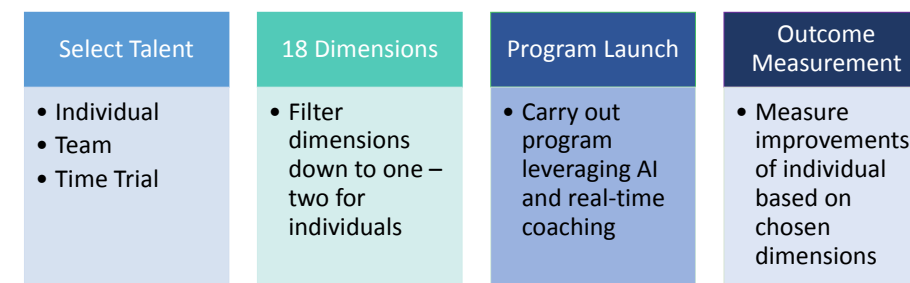 Select Talent
• Individual
• Team
• Time Trial
18 Dimensions
• Filter
dimensions
down to one –
two for
individuals
Program Launch
• Carry out
program
leveraging AI
and real-time
coaching
Outcome
Measurement
• Measure
improvements
of individual
based on
chosen
dimensions